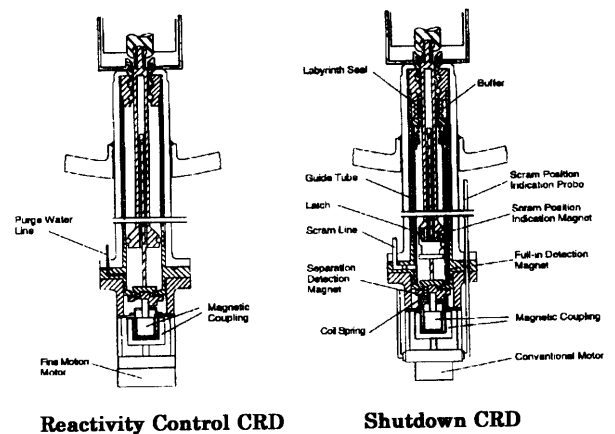 Purge Water
Line
Magnetic
Coupling
Fine Motion
Motor
Reactivity Control CRD
Labyrinth Seal
Buffer
Guide Tube
Latch
Scram Line
Separation
Detection
Magnet
Coil Spring
Scram Position
Indication Probe
Scram Position
Indication Magnet
Full-in Detection
Magnet
Magnetic Coupling
Conventional Motor
Shutdown CRD